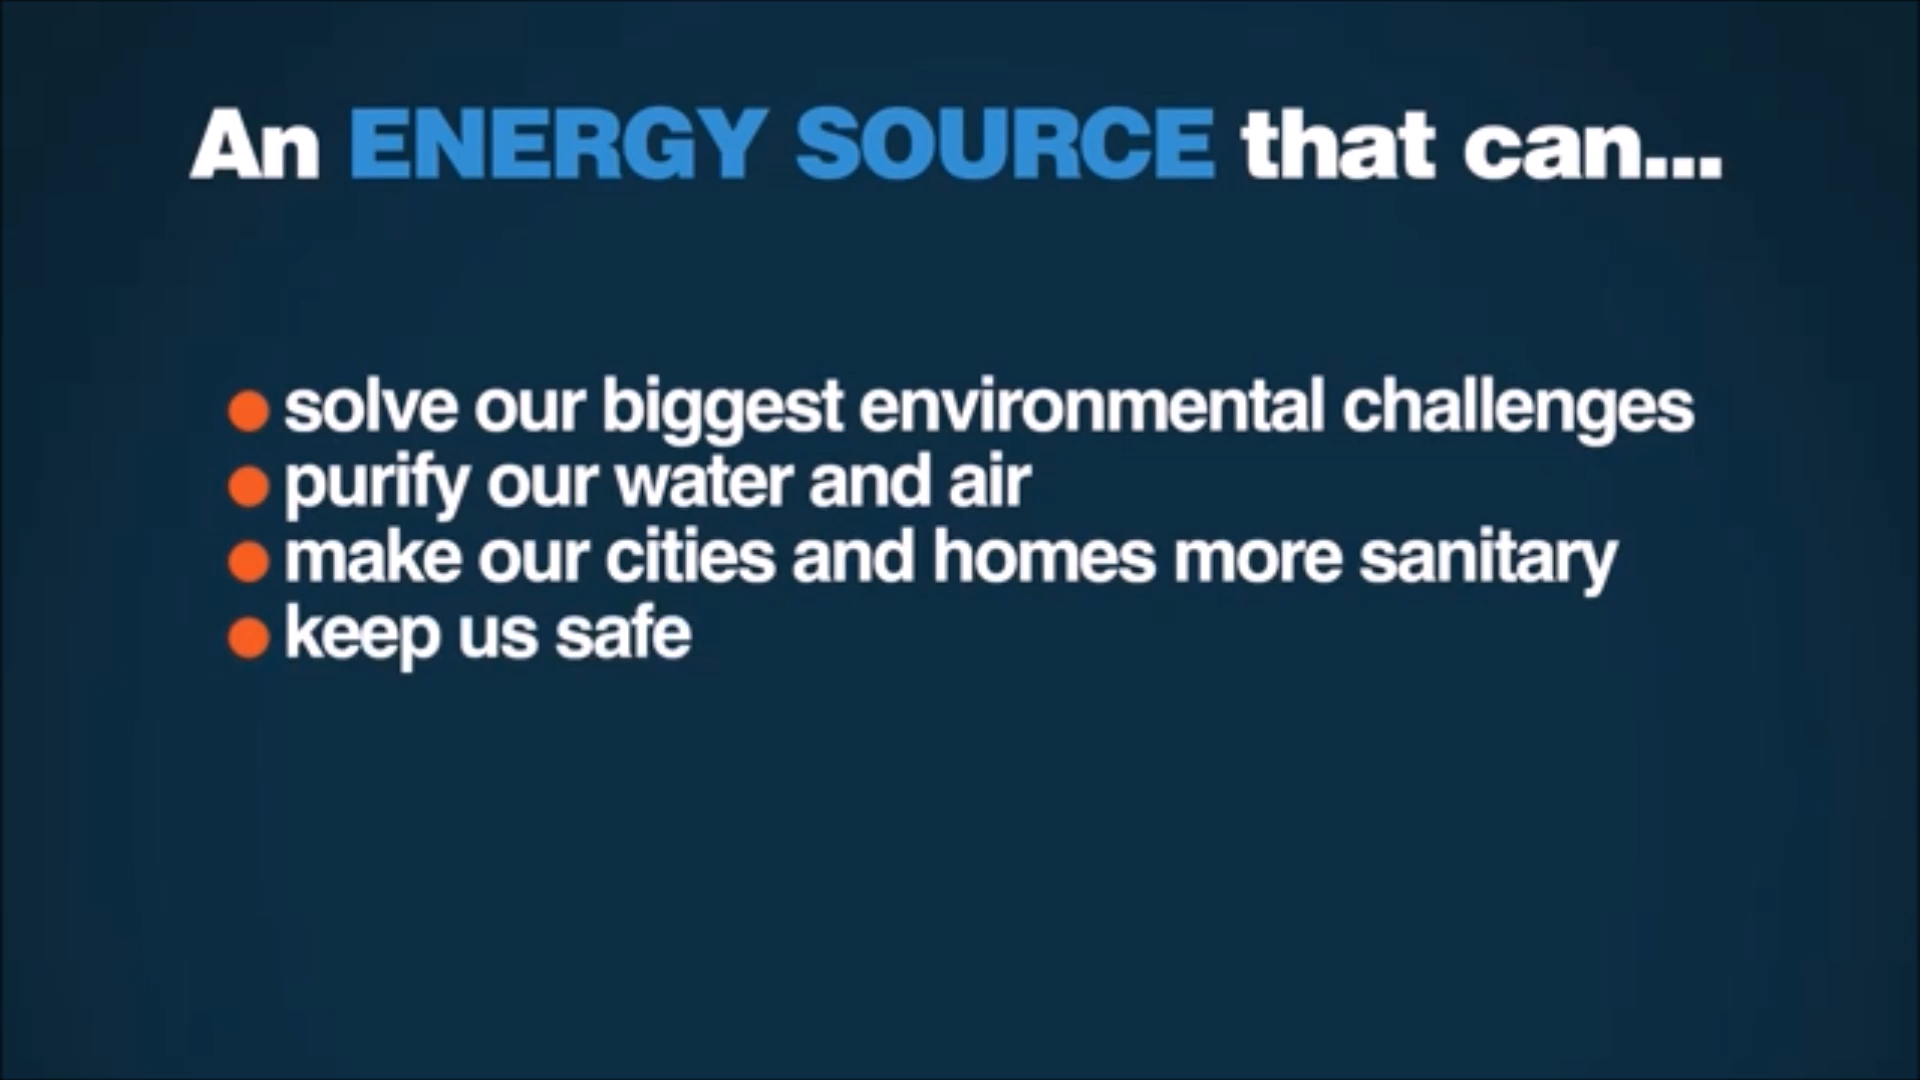 An ENERGY SOURCE that can...
solve our biggest environmental challenges
purify our water and air
make our cities and homes more sanitary
keep us safe